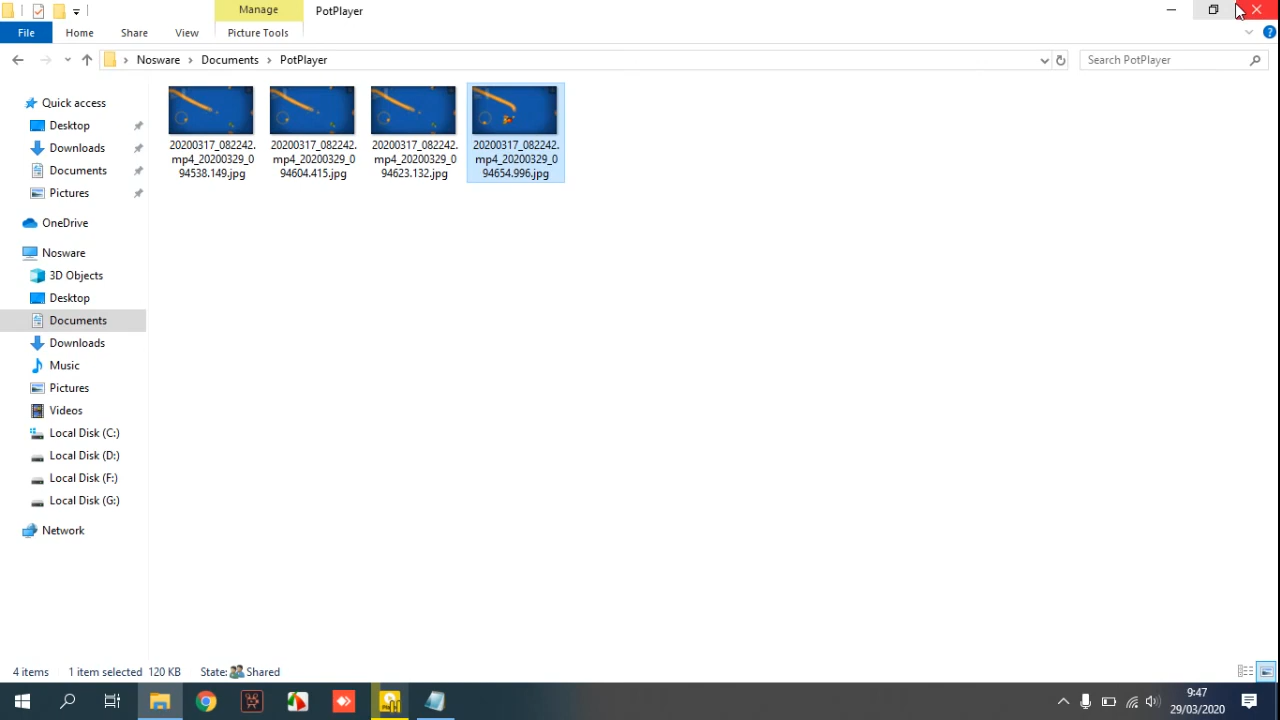 Manage
PotPlayer
File
Home
Share
View
Picture Tools
Noswware
Documents
PotPlayer
Search PotPlayer
Quick access
Desktop
Downloads
Documents
Pictures
OneDrive
Nosware
3D Objects
Desktop
Documents
Downloads
Music
Pictures
Videos
Local Disk (C:)
Local Disk (D:)
Local Disk (F:)
Local Disk (G:)
Network
20200317_082242.
mp4_20200329_0
94538.149.jpg
20200317_082242.
mp4_20200329_0
94604.415.jpg
20200317_082242.
mp4_20200329_0
94623.132.jpg
20200317_082242.
mp4_20200329_0
94654.996.jpg
4 items
1 item selected 120 KB
State: Shared
9:47
29/03/2020